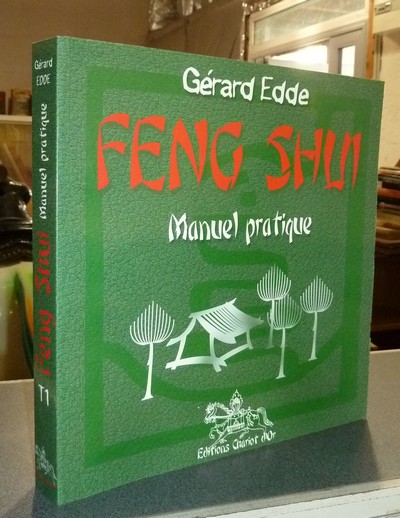 Gérard Edde
FENG SHUI
Manuel pratique
Editions Chariot d'Or
Gérard
EDDE
Manuel pratique
Feng Shui
T1